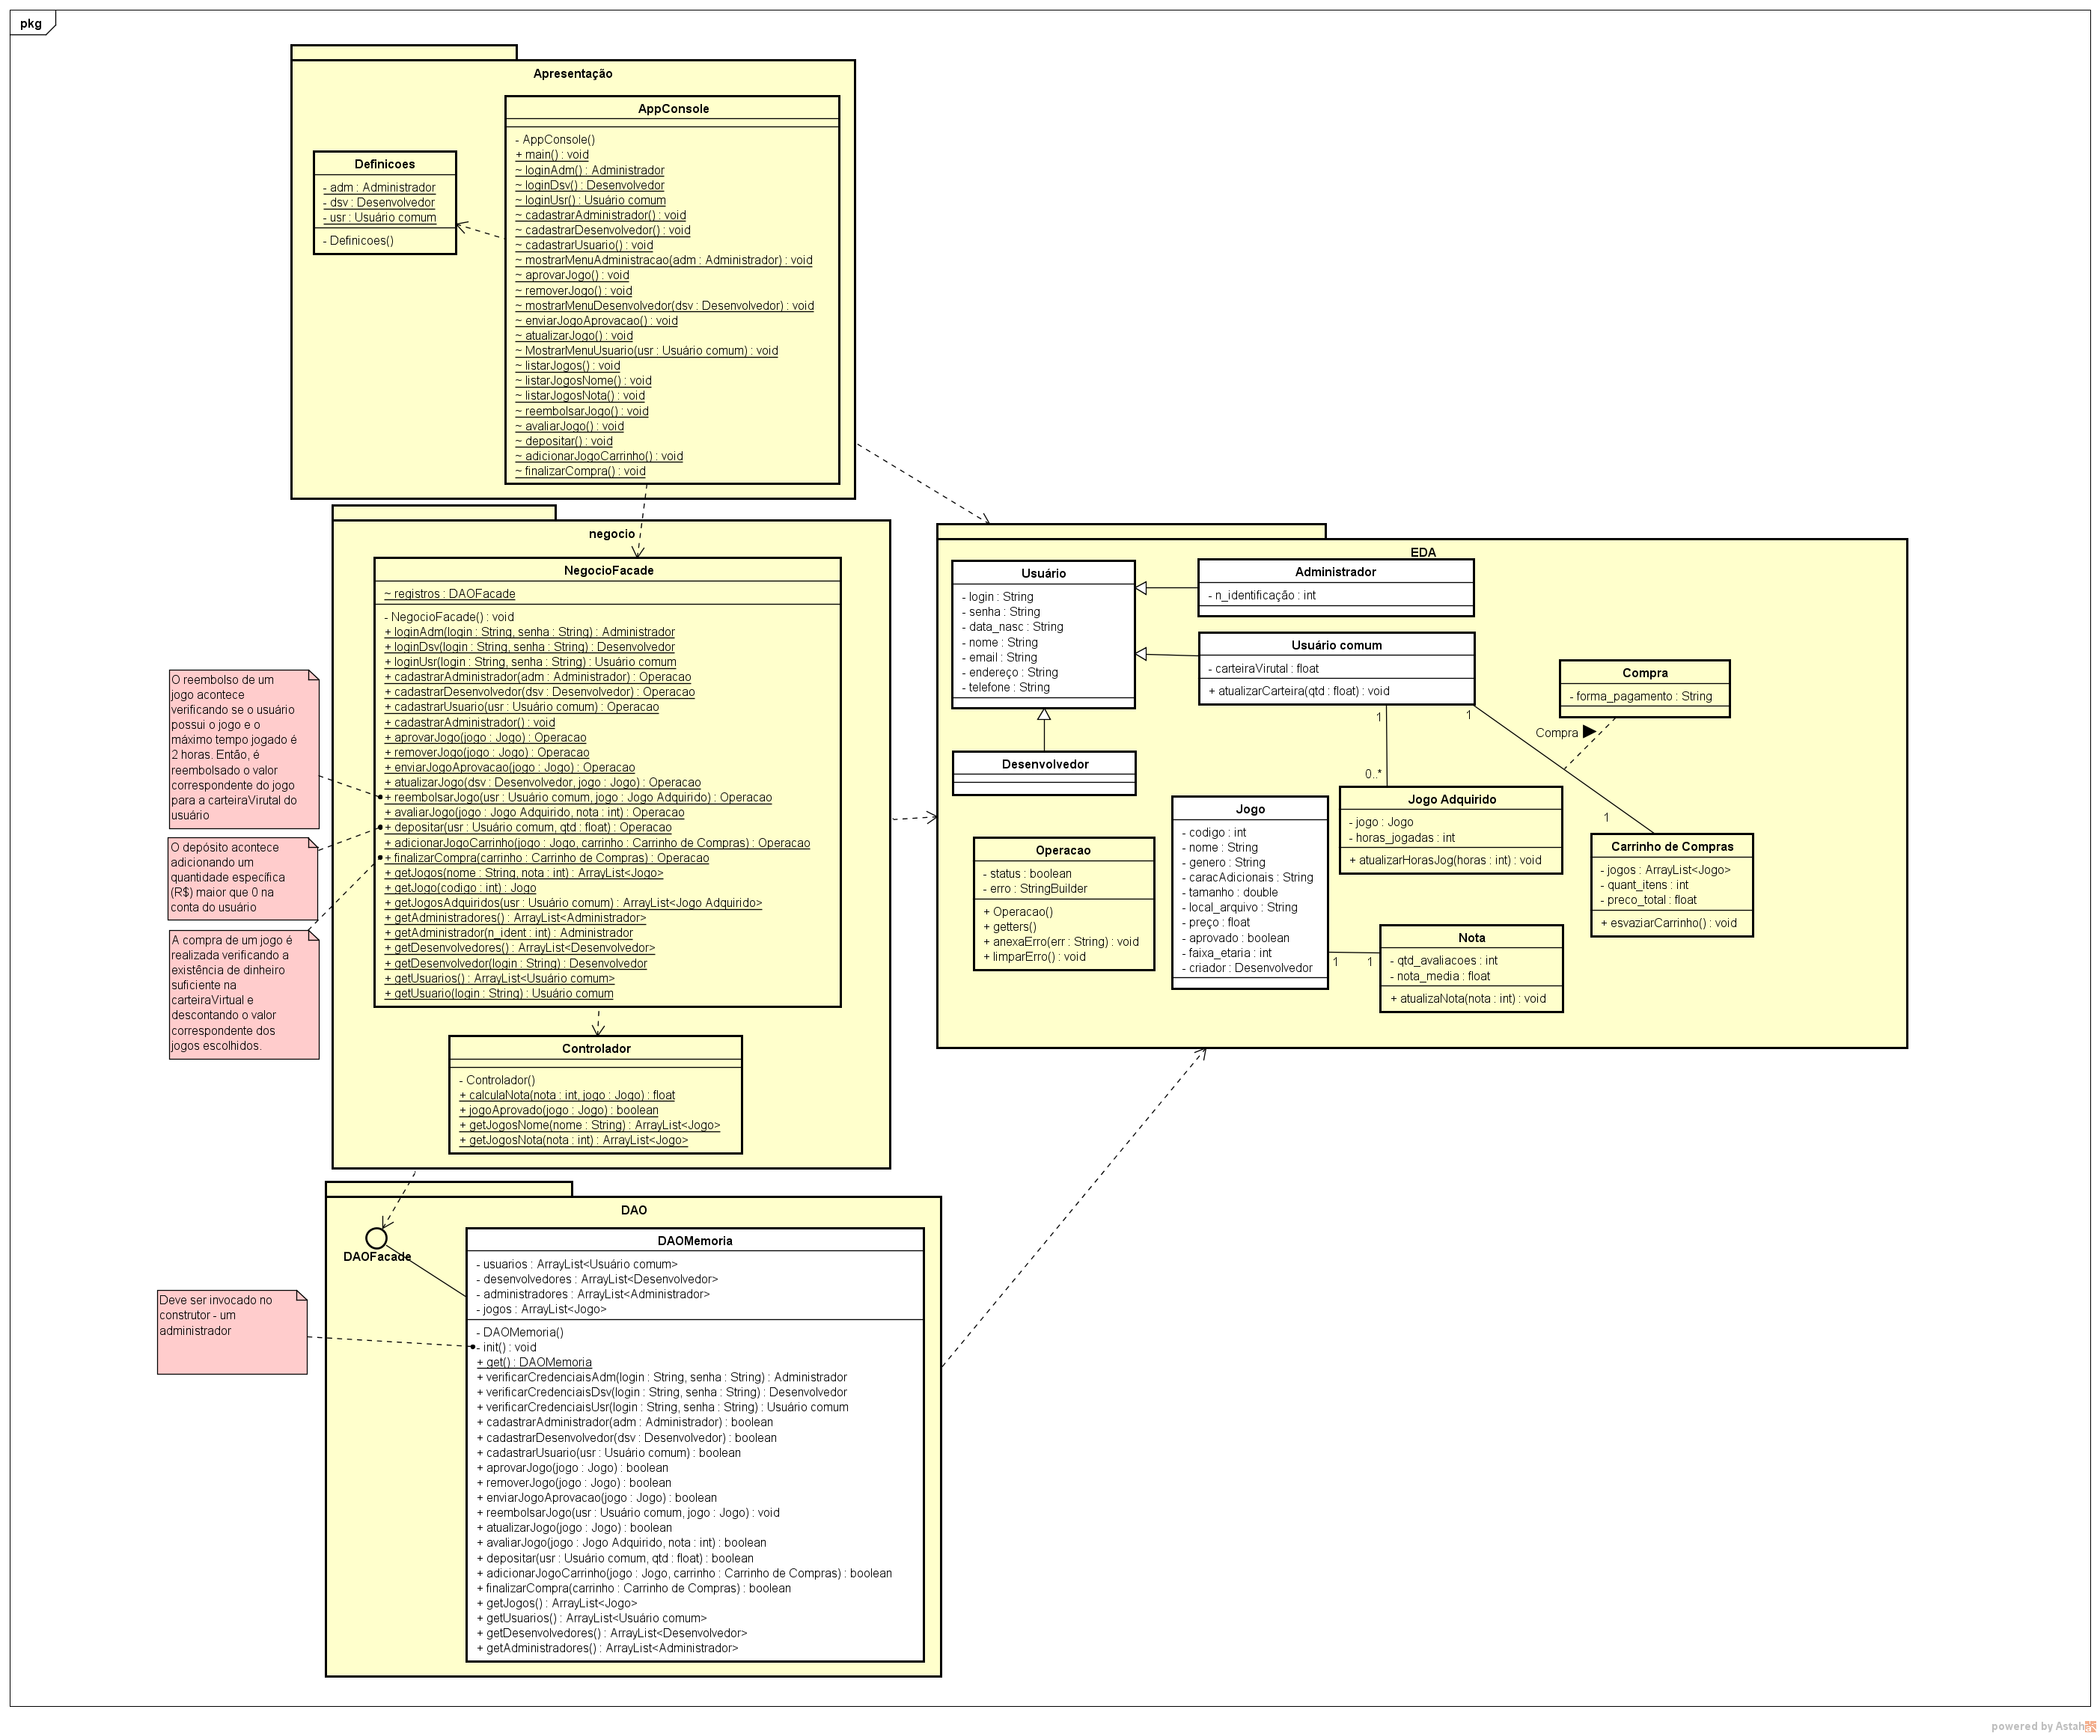 pkg
Apresentação
AppConsole
- AppConsole()
+ main() : void
~ loginAdm() : Administrador
~ loginDsv() : Desenvolvedor
~ loginUsr() : Usuário comum
~ cadastrarAdministrador() : void
~ cadastrarDesenvolvedor() : void
~ cadastrarUsuario() : void
~ mostrarMenuAdministracao(adm : Administrador) : void
~ aprovarJogo() : void
~ removerJogo() : void
~ mostrarMenuDesenvolvedor(dsv : Desenvolvedor) : void
~ enviarJogoAprovacao() : void
~ atualizarJogo() : void
~ MostrarMenuUsuario(usr : Usuário comum) : void
~ listarJogos() : void
~ listarJogosNome() : void
~ listarJogosNota() : void
~ reembolsarJogo() : void
~ avaliarJogo() : void
~ depositar() : void
~ adicionarJogoCarrinho() : void
~ finalizarCompra() : void
Definicoes
- adm : Administrador
- dsv : Desenvolvedor
- usr : Usuário comum
- Definicoes()
negocio
NegocioFacade
~ registros : DAOFacade
- NegocioFacade() : void
+ loginAdm(login : String, senha : String) : Administrador
+ loginDsv(login : String, senha : String) : Desenvolvedor
+ loginUsr(login : String, senha : String) : Usuário comum
+ cadastrarAdministrador(adm : Administrador) : Operacao
+ cadastrarDesenvolvedor(dsv : Desenvolvedor) : Operacao
+ cadastrarUsuario(usr : Usuário comum) : Operacao
+ cadastrarAdministrador() : void
+ aprovarJogo(jogo : Jogo) : Operacao
+ removerJogo(jogo : Jogo) : Operacao
+ enviarJogoAprovacao(jogo : Jogo) : Operacao
+ atualizarJogo(dsv : Desenvolvedor, jogo : Jogo) : Operacao
+ reembolsarJogo(usr : Usuário comum, jogo : Jogo Adquirido) : Operacao
+ avaliarJogo(jogo : Jogo Adquirido, nota : int) : Operacao
+ depositar(usr : Usuário comum, qtd : float) : Operacao
+ adicionarJogoCarrinho(jogo : Jogo, carrinho : Carrinho de Compras) : Operacao
+ finalizarCompra(carrinho : Carrinho de Compras) : Operacao
+ getJogos(nome : String, nota : int) : ArrayList<Jogo>
+ getJogo(codigo : int) : Jogo
+ getJogosAdquiridos(usr : Usuário comum) : ArrayList<Jogo Adquirido>
+ getAdministradores() : ArrayList<Administrador>
+ getAdministrador(n_ident : int) : Administrador
+ getDesenvolvedores() : ArrayList<Desenvolvedor>
+ getDesenvolvedor(login : String) : Desenvolvedor
+ getUsuarios() : ArrayList<Usuário comum>
+ getUsuario(login : String) : Usuário comum
O reembolso de um
jogo acontece
verificando se o usuário
possui o jogo e o
máximo tempo jogado é
2 horas. Então, é
reembolsado o valor
correspondente do jogo
para a carteiraVirutal do
usuário
O depósito acontece
adicionando um
quantidade específica
(R$) maior que 0 na
conta do usuário
A compra de um jogo é
realizada verificando a
existência de dinheiro
suficiente na
carteiraVirtual e
descontando o valor
correspondente dos
jogos escolhidos.
Controlador
- Controlador()
+ calculaNota(nota : int, jogo : Jogo) : float
+ jogoAprovado(jogo : Jogo) : boolean
+ getJogosNome(nome : String) : ArrayList<Jogo>
+ getJogosNota(nota : int) : ArrayList<Jogo>
EDA
Usuário
- login : String
- senha : String
- data_nasc : String
- nome : String
- email : String
- endereço : String
- telefone : String
Administrador
- n_identificação : int
Usuário comum
- carteiraVirutal : float
+ atualizarCarteira(qtd : float) : void
Compra
- forma_pagamento : String
Compra
1
1
0..*
1
Desenvolvedor
Jogo Adquirido
- jogo : Jogo
- horas_jogadas : int
+ atualizarHorasJog(horas : int) : void
Jogo
- codigo : int
- nome : String
- genero : String
- caracAdicionais : String
- tamanho : double
- local_arquivo : String
- preço : float
- aprovado : boolean
- faixa_etaria : int
- criador : Desenvolvedor
Carrinho de Compras
- jogos : ArrayList<Jogo>
- quant_itens : int
- preco_total : float
+ esvaziarCarrinho() : void
Operacao
- status : boolean
- erro : StringBuilder
+ Operacao()
+ getters()
+ anexaErro(err : String) : void
+ limparErro() : void
1
1
Nota
- qtd_avaliacoes : int
- nota_media : float
+ atualizaNota(nota : int) : void
DAO
DAOFacade
DAOMemoria
- usuarios : ArrayList<Usuário comum>
- desenvolvedores : ArrayList<Desenvolvedor>
- administradores : ArrayList<Administrador>
- jogos : ArrayList<Jogo>
- DAOMemoria()
- init() : void
+ get() : DAOMemoria
+ verificarCredenciaisAdm(login : String, senha : String) : Administrador
+ verificarCredenciaisDsv(login : String, senha : String) : Desenvolvedor
+ verificarCredenciaisUsr(login : String, senha : String) : Usuário comum
+ cadastrarAdministrador(adm : Administrador) : boolean
+ cadastrarDesenvolvedor(dsv : Desenvolvedor) : boolean
+ cadastrarUsuario(usr : Usuário comum) : boolean
+ aprovarJogo(jogo : Jogo) : boolean
+ removerJogo(jogo : Jogo) : boolean
+ enviarJogoAprovacao(jogo : Jogo) : boolean
+ reembolsarJogo(usr : Usuário comum, jogo : Jogo) : void
+ atualizarJogo(jogo : Jogo) : boolean
+ avaliarJogo(jogo : Jogo Adquirido, nota : int) : boolean
+ depositar(usr : Usuário comum, qtd : float) : boolean
+ adicionarJogoCarrinho(jogo : Jogo, carrinho : Carrinho de Compras) : boolean
+ finalizarCompra(carrinho : Carrinho de Compras) : boolean
+ getJogos() : ArrayList<Jogo>
+ getUsuarios() : ArrayList<Usuário comum>
+ getDesenvolvedores() : ArrayList<Desenvolvedor>
+ getAdministradores() : ArrayList<Administrador>
Deve ser invocado no
construtor - um
administrador
powered by Astah